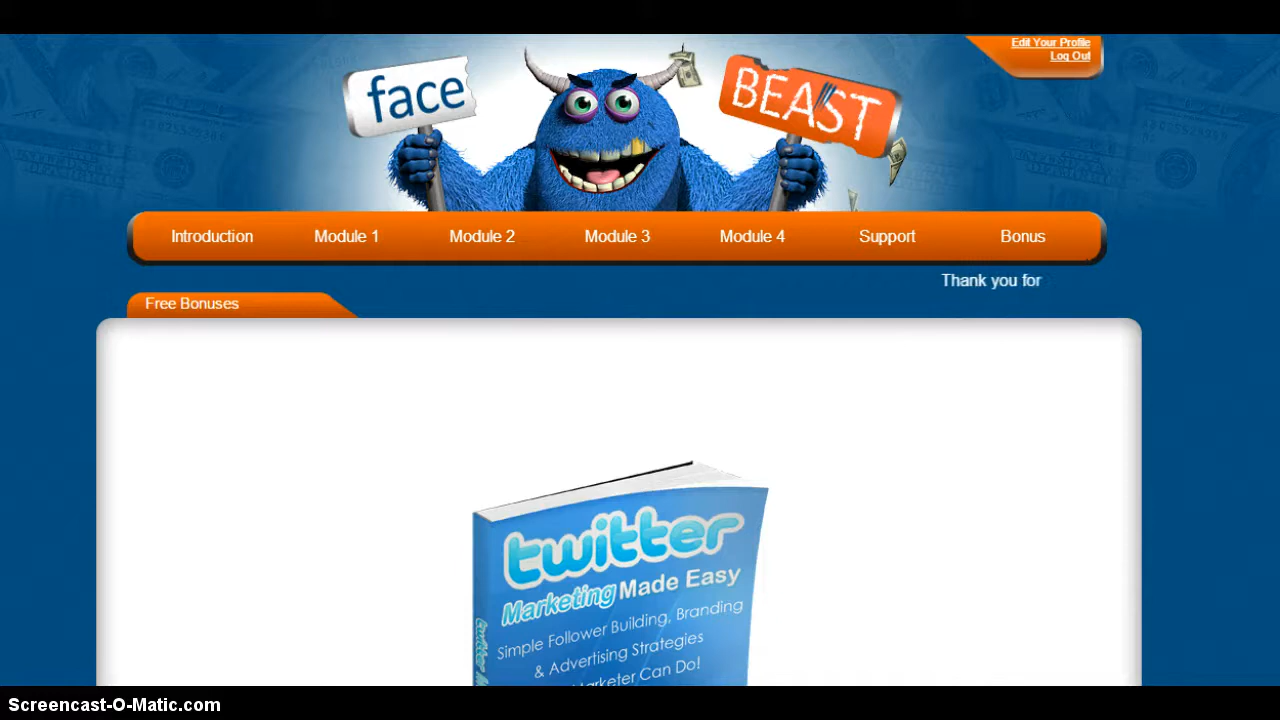 Edit Your Profile
Log Out
face
BEAST
Introduction Module 1 Module 2 Module 3 Module 4 Support Bonus
Thank you for
Free Bonuses
twitter
Marketing Made Easy
Simple Follower Building, Branding
& Advertising Strategies
Marketer Can Do!
Screencast-O-Matic.com